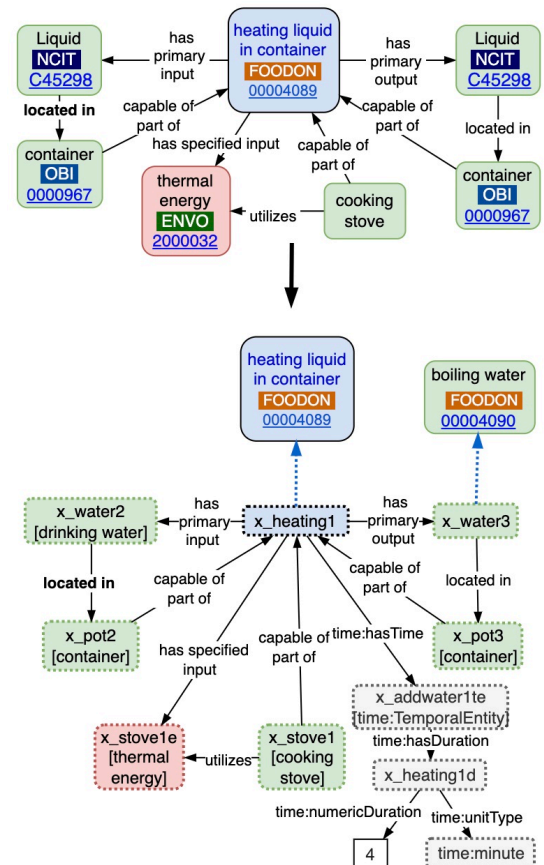 Liquid
NCIT
C45298
has
primary
input
heating liquid
in container
FOODON
00004089
has
primary
output
Liquid
NCIT
C45298
located in
capable of
part of
has specified input
capable of
part of
capable of
part of
located in
container
OBI
0000967
thermal
energy
ENVO
2000032
utilizes
cooking
stove
container
OBI
0000967
heating liquid
in container
FOODON
00004089
boiling water
FOODON
00004090
x_water2
[drinking water]
has
primary
input
x_heating1
has
primary
output
x_water3
located in
capable of
part of
capable of
part of
located in
x_pot2
[container]
has specified
input
capable of
part of
time:hasTime
x_pot3
[container]
x_addwater1te
[time:TemporalEntity]
x_stove1e
[thermal
energy]
utilizes
x_stove1
[cooking
stove]
time:hasDuration
x_heating1d
time:numericDuration
time:unitType
4
time:minute